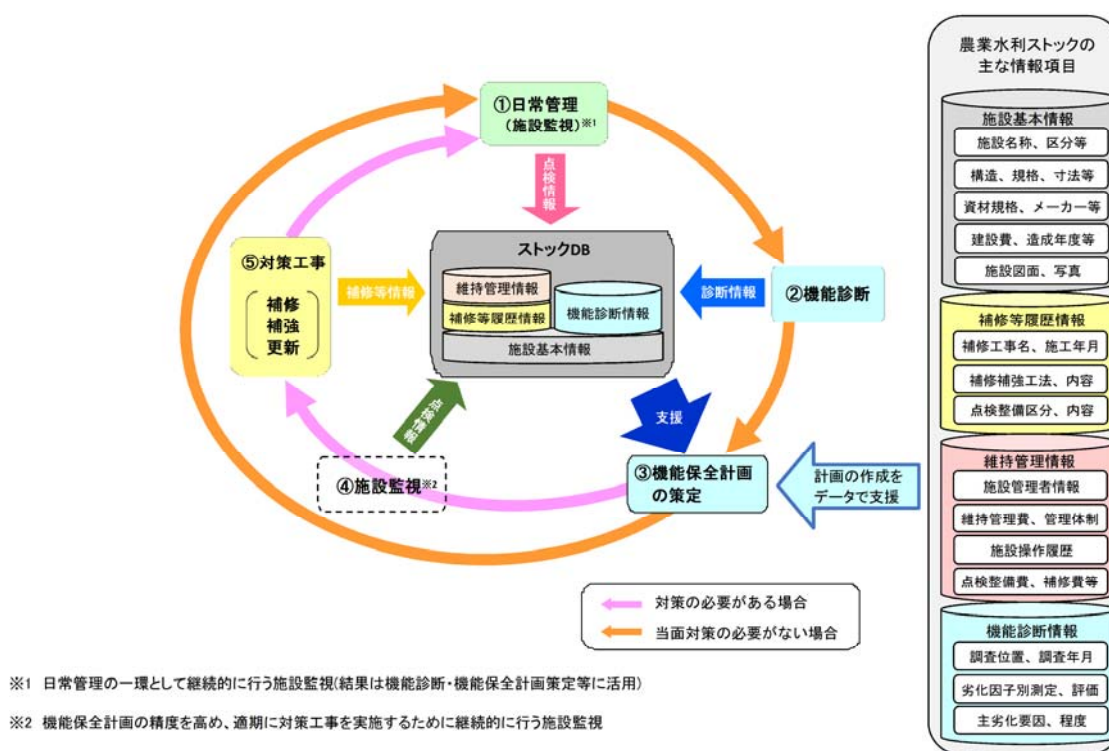 ①日常管理
(施設監視)※1
点検情報
ストックDB
維持管理情報
補修等履歴情報
機能診断情報
施設基本情報
診断情報
②機能診断
支援
③機能保全計画
の策定
計画の作成を
データで支援
④施設監視※2
点検情報
⑤対策工事
補修
補強
更新
補修等情報
対策の必要がある場合
当面対策の必要がない場合
※1 日常管理の一環として継続的に行う施設監視(結果は機能診断・機能保全計画策定等に活用)
※2 機能保全計画の精度を高め、適期に対策工事を実施するために継続的に行う施設監視
農業水利ストックの
主な情報項目
施設基本情報
施設名称、区分等
構造、規格、寸法等
資材規格、メーカー等
建設費、造成年度等
施設図面、写真
補修等履歴情報
補修工事名、施工年月
補修補強工法、内容
点検整備区分、内容
維持管理情報
施設管理者情報
維持管理費、管理体制
施設操作履歴
点検整備費、補修費等
機能診断情報
調査位置、調査年月
劣化因子別測定、評価
主劣化要因、程度